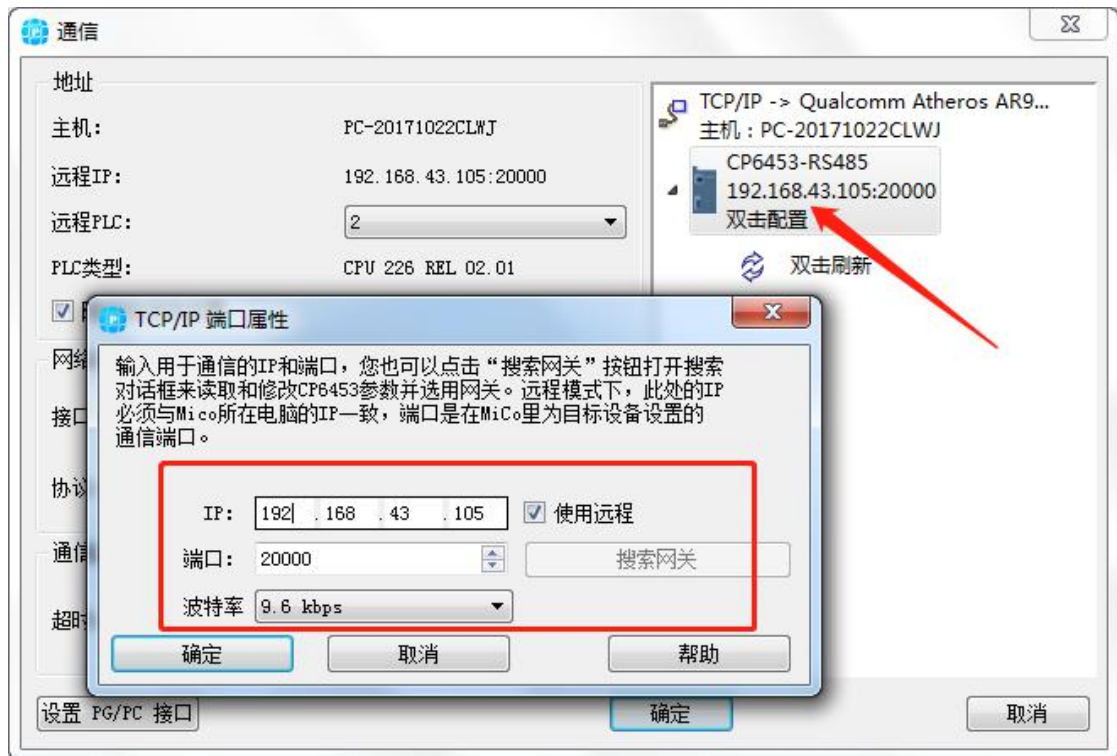 通信
地址
主机:
PC-20171022CLWJ
远程IP:
192.168.43.105:20000
远程PLC:
2
PLC类型:
CPU 226 REL 02.01
TCP/IP -> Qualcomm Atheros AR9...
主机 : PC-20171022CLWJ
CP6453-RS485
192.168.43.105:20000
双击配置
双击刷新
网络
接口
协议
通信
超时
TCP/IP 端口属性
输入用于通信的IP和端口，您也可以点击“搜索网关”按钮打开搜索
对话框来读取和修改CP6453参数并选用网关。远程模式下，此处的IP
必须与Mico所在电脑的IP一致，端口是在MiCo里为目标设备设置的
通信端口。
IP: 192 .168 .43 .105 使用远程
端口: 20000 搜索网关
波特率 9.6 kbps
确定 取消 帮助
设置 PG/PC 接口 确定 取消